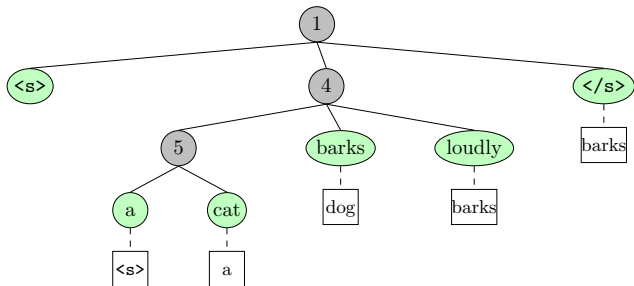 1
<s> 4 </s>
5 barks loudly barks
a cat dog barks
<s> a